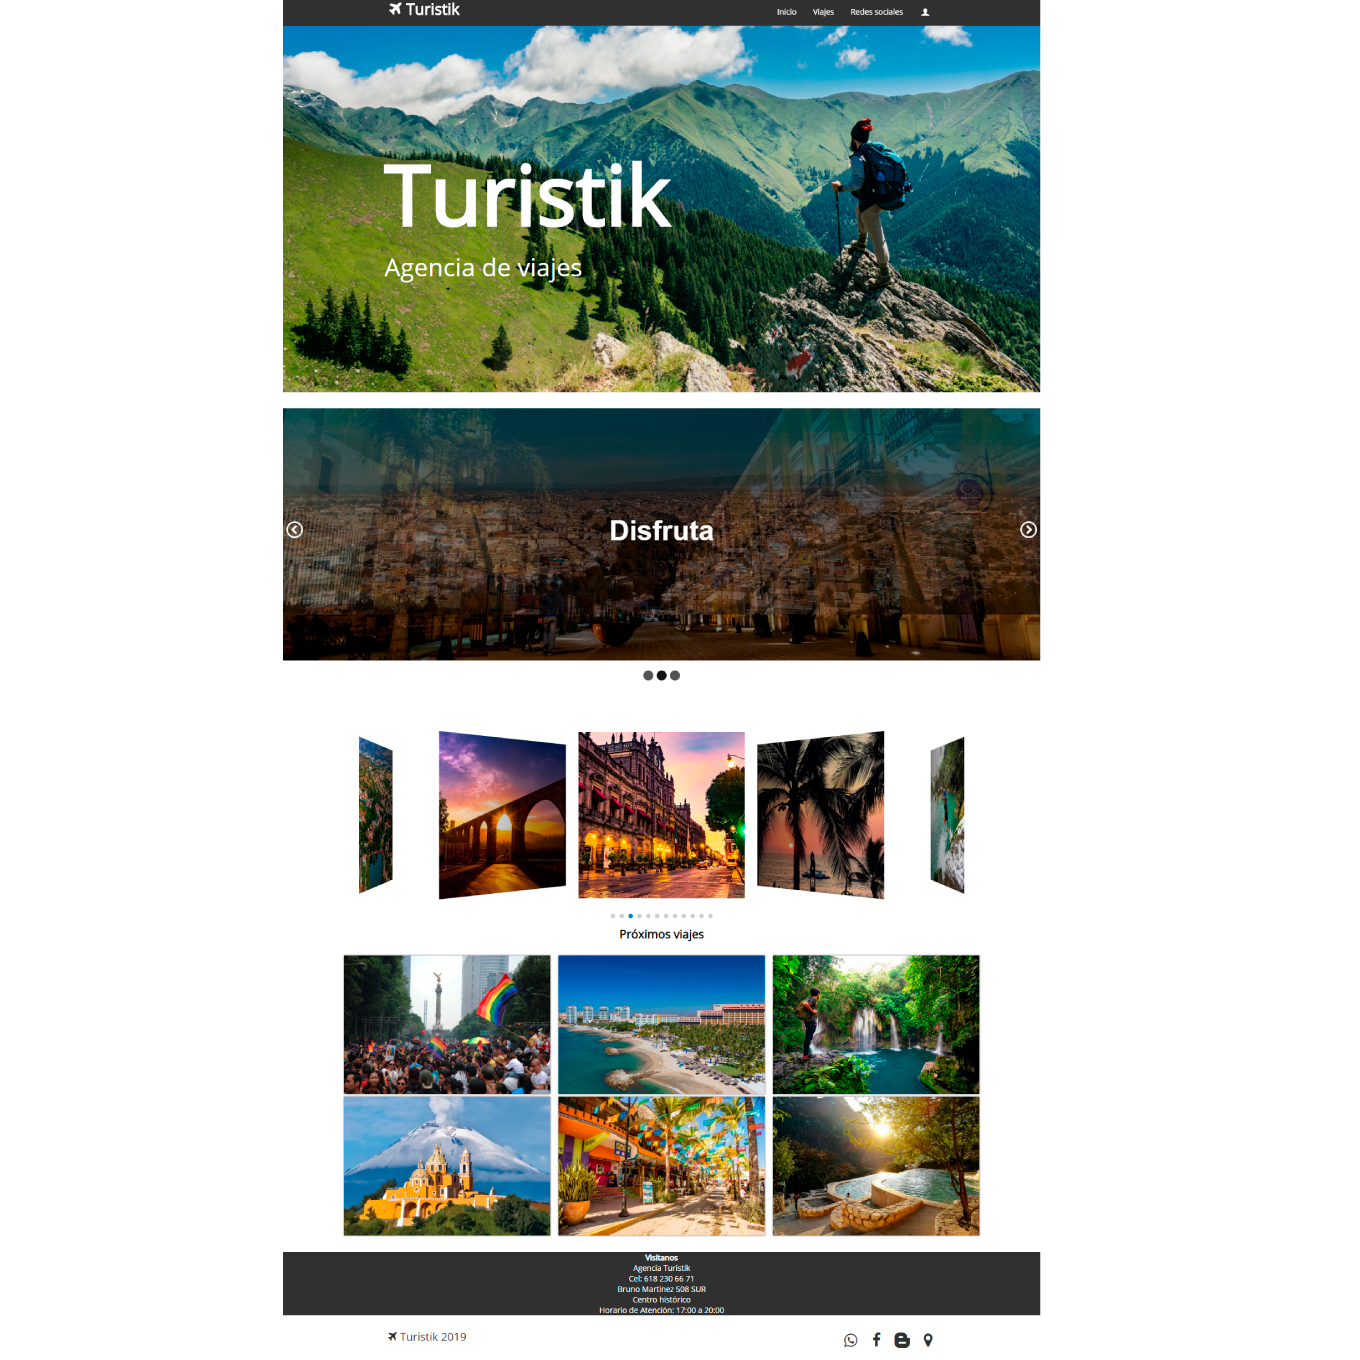 Turistik
Inicio Viajes Redes sociales
Turistik
Agencia de viajes
Disfruta
Próximos viajes
Visitanos
Agencia Turistik
Cel: 618 230 66 71
Bruno Martinez 508 SUR
Centro histórico
Horario de Atención: 17:00 a 20:00
Turistik 2019